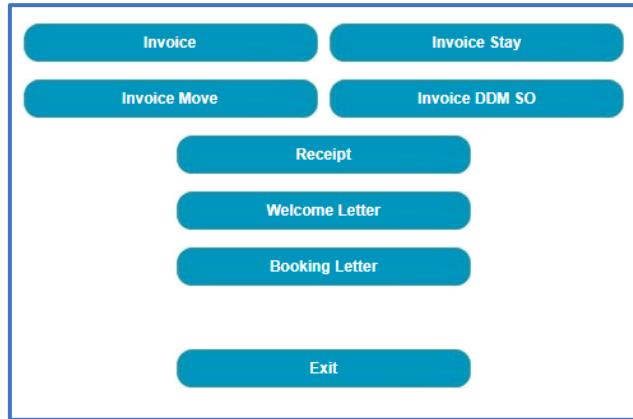 Invoice
Invoice Stay
Invoice Move
Invoice DDM SO
Receipt
Welcome Letter
Booking Letter
Exit